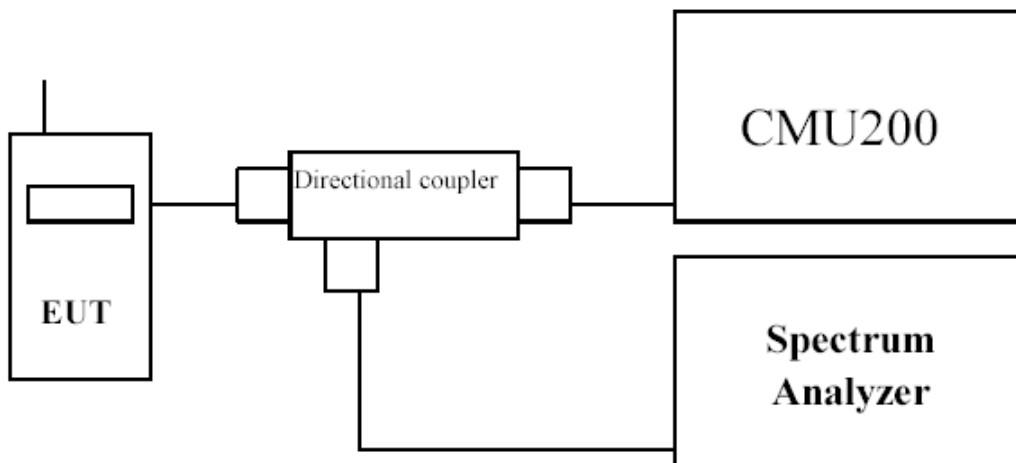 CMU200
Directional coupler
EUT
Spectrum
Analyzer